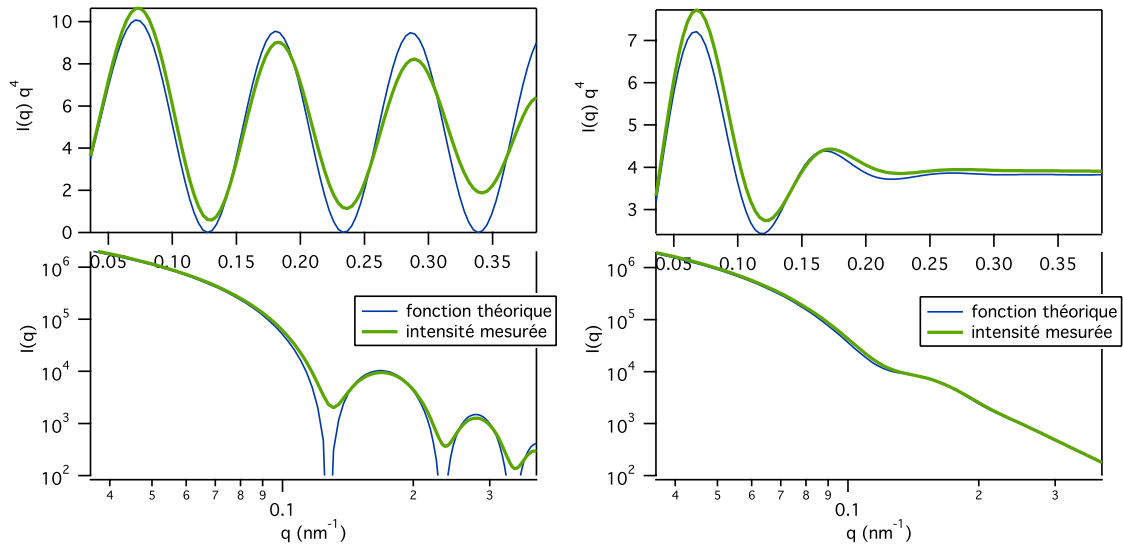 10
8
6
4
2
0
I(q) q4
0.05 0.10 0.15 0.20 0.25 0.30 0.35
7
6
5
4
3
I(q) q4
0.05 0.10 0.15 0.20 0.25 0.30 0.35
106
105
104
103
102
I(q)
fonction théorique
intensité mesurée
4 5 6 7 8 9 0.1 2 3
q (nm-1)
106
105
104
103
102
I(q)
fonction théorique
intensité mesurée
4 5 6 7 8 9 0.1 2 3
q (nm-1)